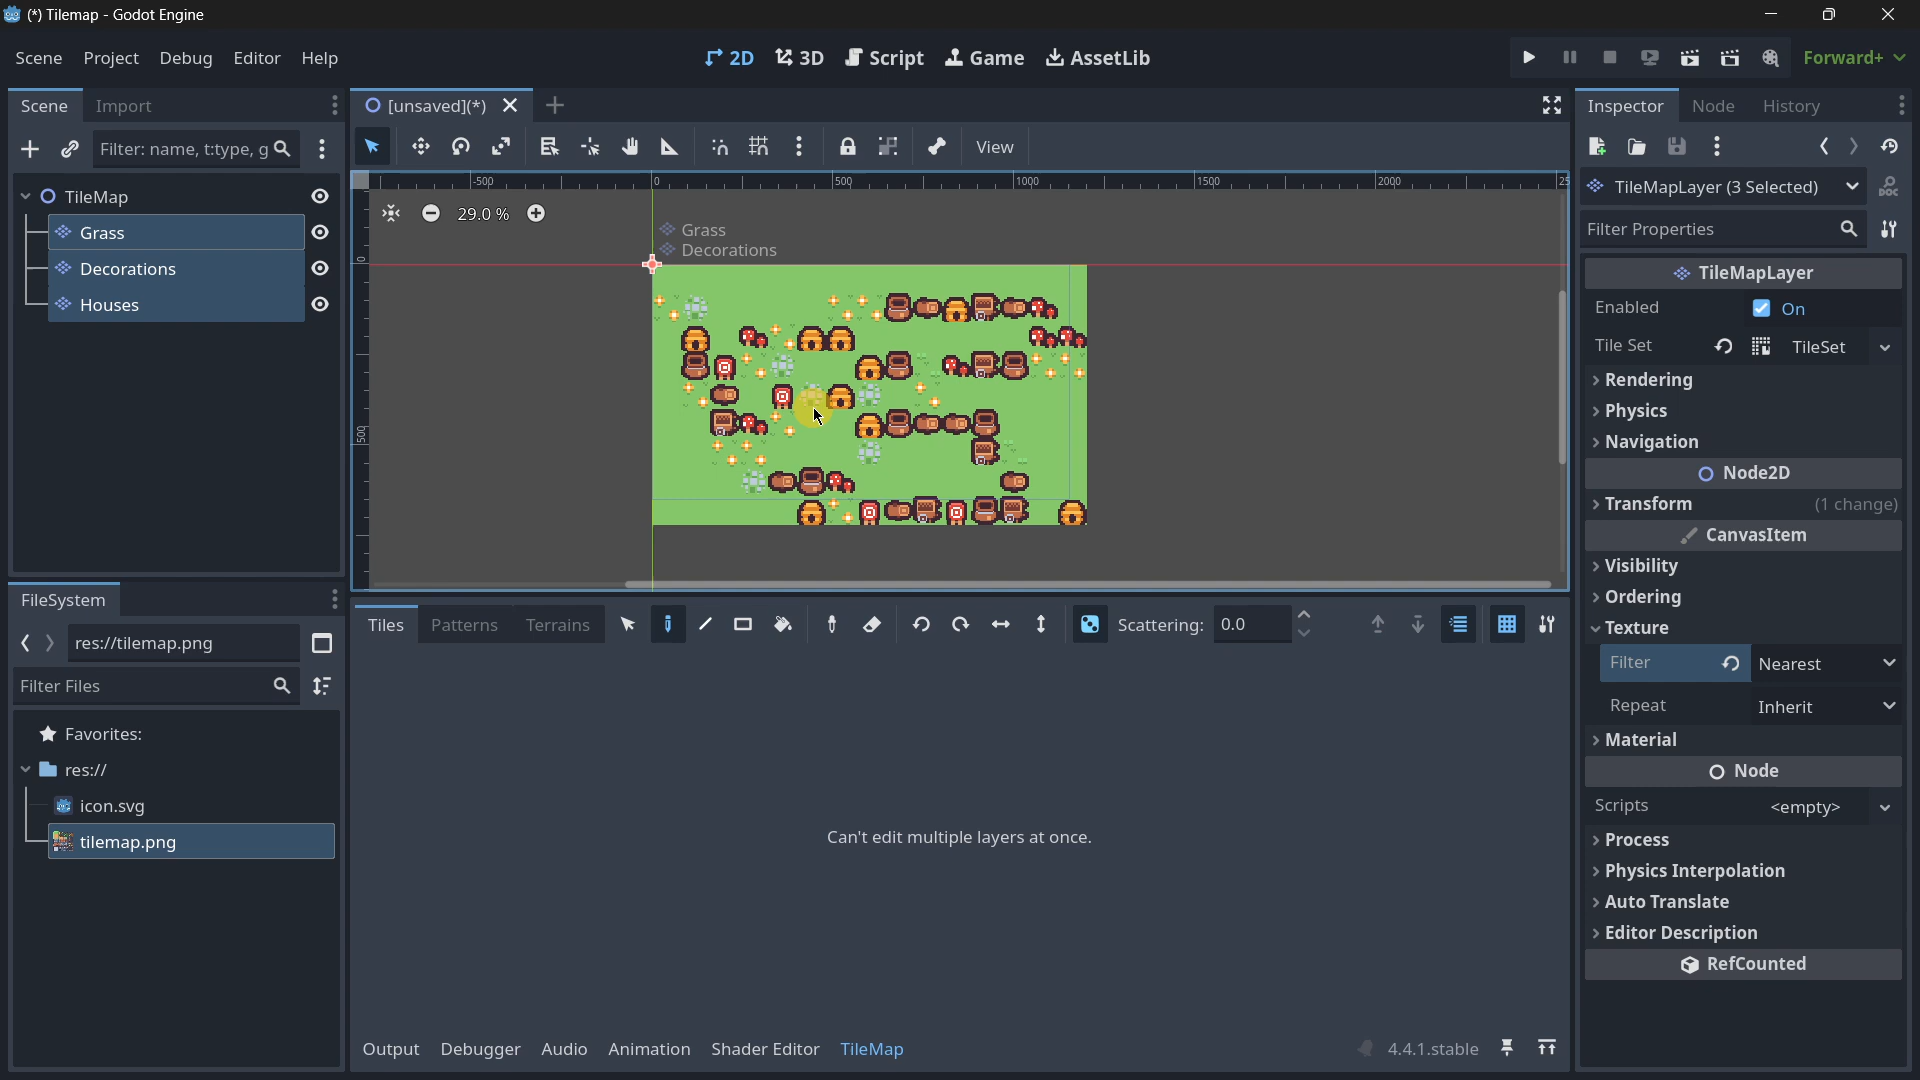 (*) Tilemap - Godot Engine
Scene Project Debug Editor Help
2D 3D Script Game AssetLib
Forward+
Scene Import
[unsaved](*)
Inspector Node History
Filter: name, t:type, g
View
TileMapLayer (3 Selected)
DOC
TileMap
Grass
Decorations
Houses
-500 0 500 1000 1500 2000 25
0
500
29.0 %
Grass
Decorations
Filter Properties
TileMapLayer
Enabled On
Tile Set TileSet
Rendering
Physics
Navigation
Node2D
Transform (1 change)
CanvasItem
Visibility
Ordering
Texture
Filter Nearest
Repeat Inherit
Material
Node
Scripts <empty>
Process
Physics Interpolation
Auto Translate
Editor Description
RefCounted
FileSystem
res://tilemap.png
Filter Files
Favorites:
res://
icon.svg
tilemap.png
Tiles Patterns Terrains
Scattering: 0.0
Can't edit multiple layers at once.
Output Debugger Audio Animation Shader Editor TileMap
4.4.1.stable